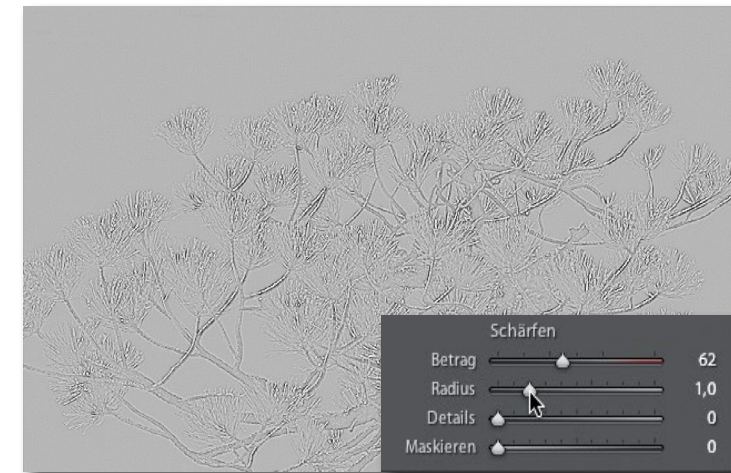 Schärfen
Betrag 62
Radius 1,0
Details 0
Maskieren 0